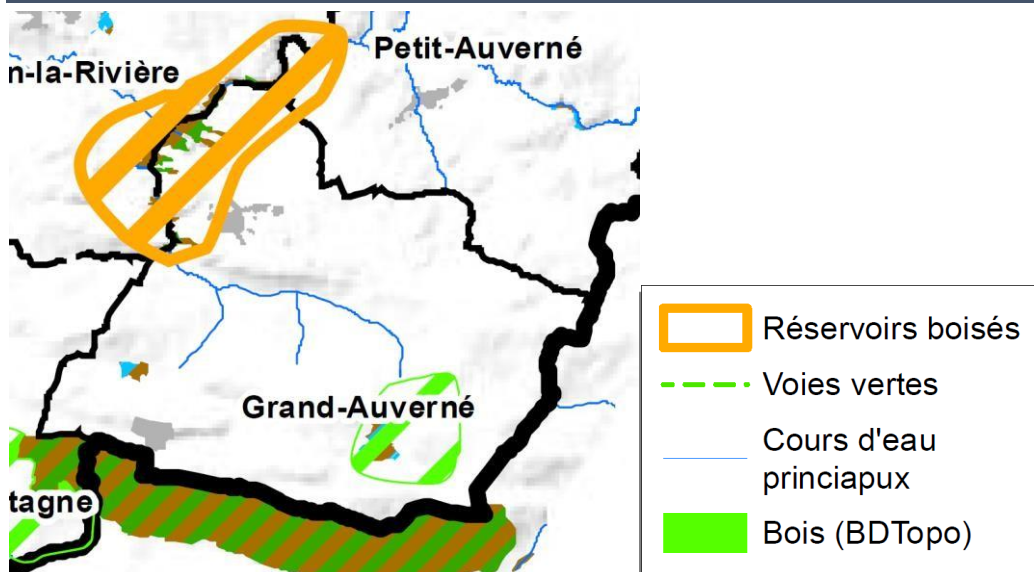 Petit-Auverné
n-la-Rivière
Grand-Auverné
tagne
Réservoirs boisés
Voies vertes
Cours d'eau
princiapux
Bois (BDTopo)